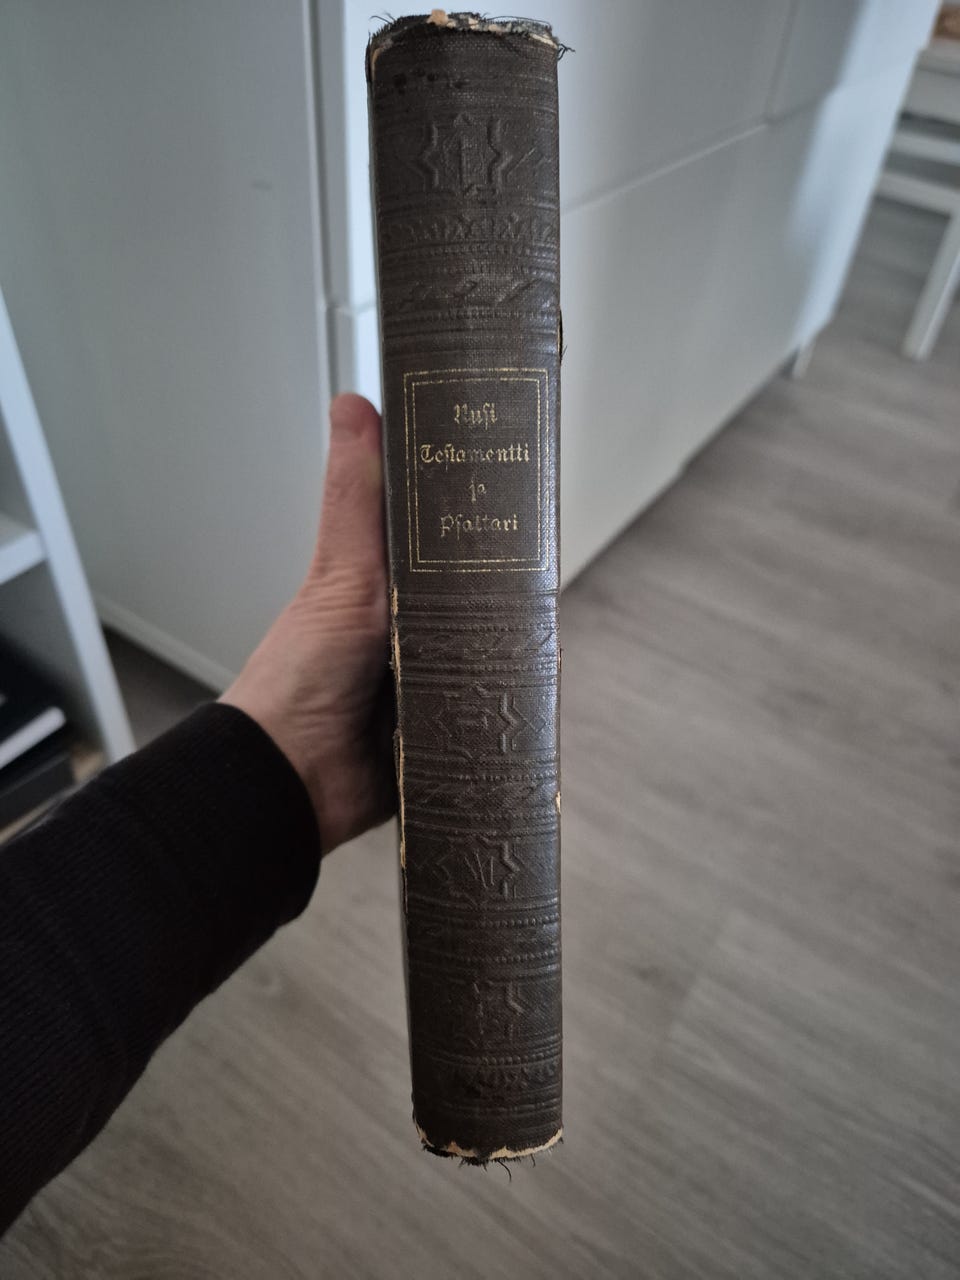 Uusi
Testamentti
ja
Psaltari